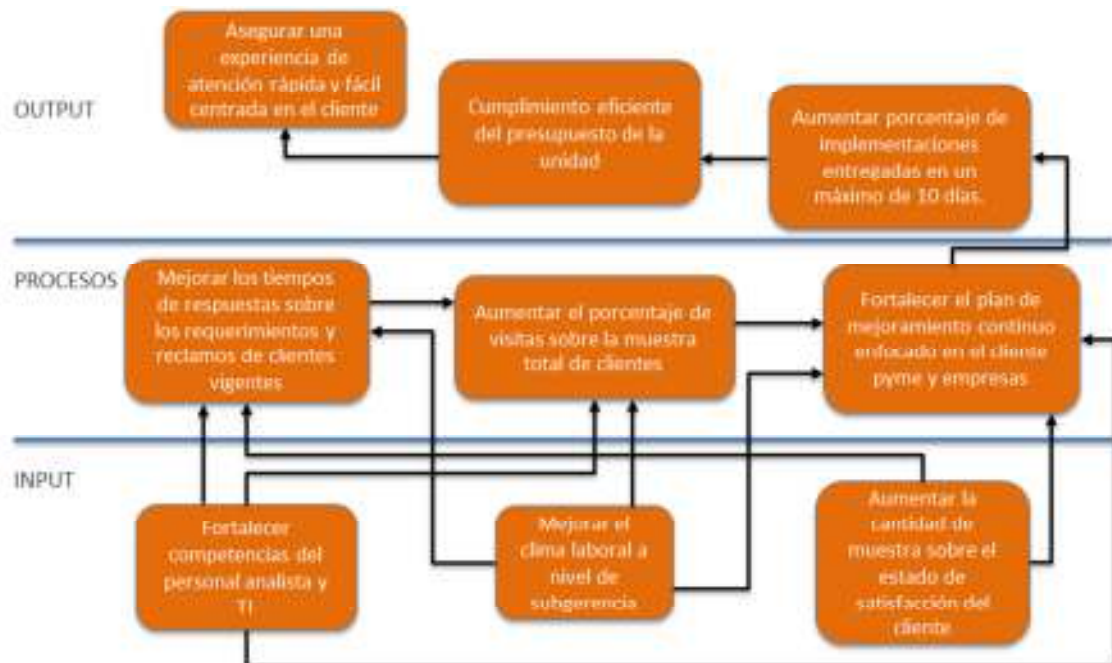 OUTPUT
Asegurar una
experiencia de
atención rápida y fácil
centrada en el cliente
Cumplimiento eficiente
del presupuesto de la
unidad
Aumentar porcentaje de
implementaciones
entregadas en un
máximo de 10 días.
PROCESOS
Mejorar los tiempos
de respuestas sobre
los requerimientos y
reclamos de clientes
vigentes
Aumentar el porcentaje de
visitas sobre la muestra
total de clientes
Fortalecer el plan de
mejoramiento continuo
enfocado en el cliente
pyme y empresas
INPUT
Fortalecer
competencias del
personal analista y
TI
Mejorar el
clima laboral a
nivel de
subgerencia
Aumentar la
cantidad de
muestra sobre el
estado de
satisfacción del
cliente